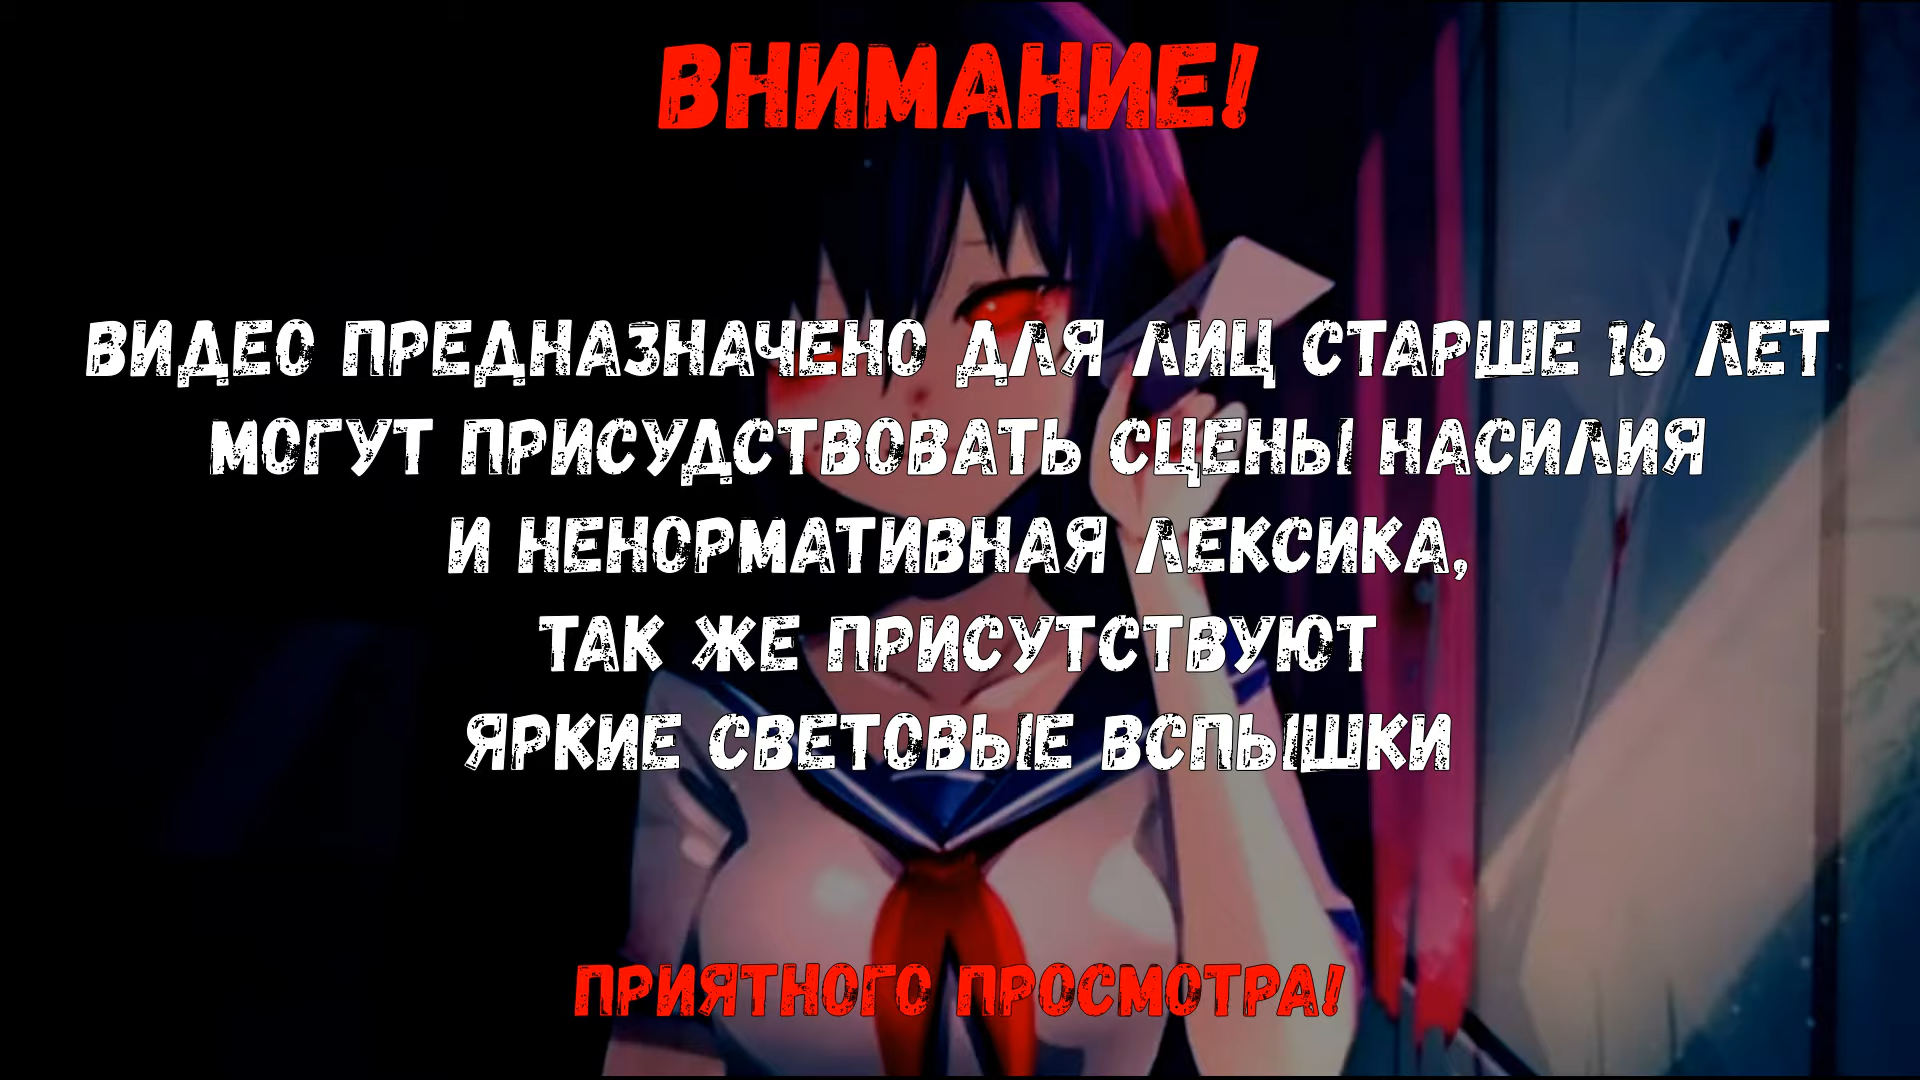 ВНИМАНИЕ!
ВИДЕО ПРЕДНАЗНАЧЕНО ДЛЯ ЛИЦ СТАРШЕ 16 ЛЕТ
МОГУТ ПРИСУДСТВОВАТЬ СЦЕНЫ НАСИЛИЯ
И НЕНОРМАТИВНАЯ ЛЕКСИКА,
ТАК ЖЕ ПРИСУТСТВУЮТ
ЯРКИЕ СВЕТОВЫЕ ВСПЫШКИ
ПРИЯТНОГО ПРОСМОТРА!